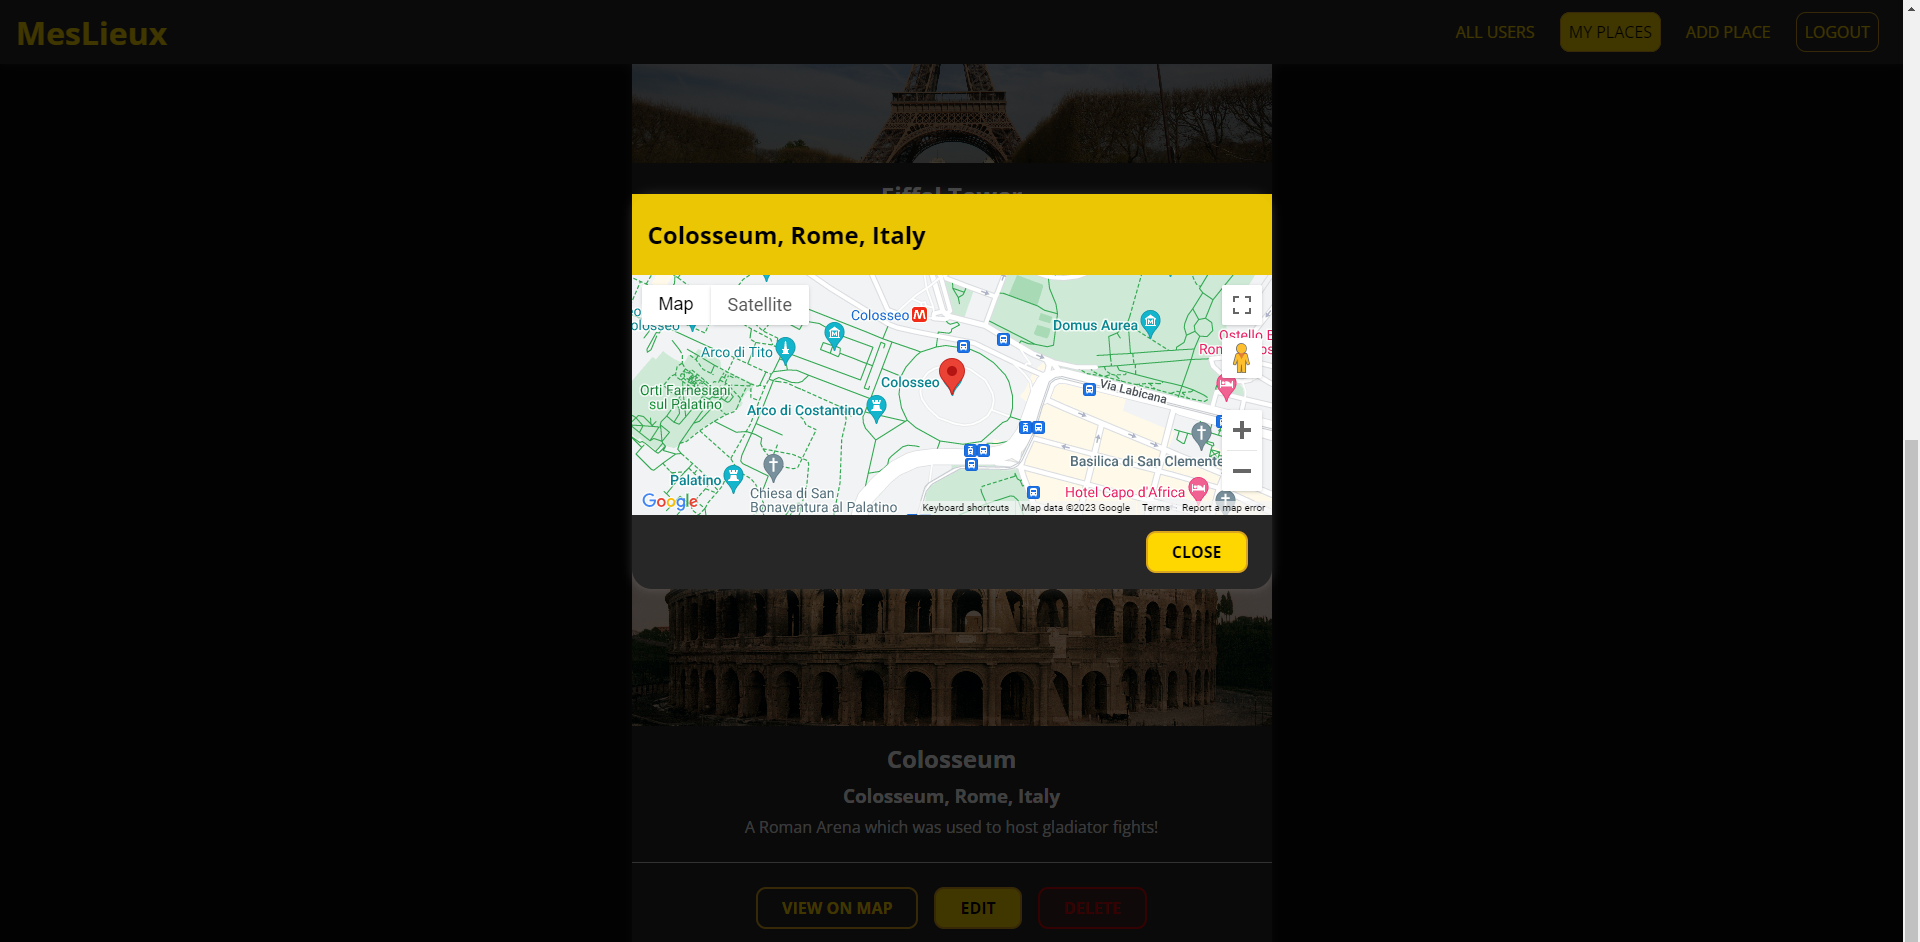 MesLieux
ALL USERS
MY PLACES
ADD PLACE
LOGOUT
Eiffel Tower
Colosseum, Rome, Italy
Map
Satellite
Colosseo
Domus Aurea
Arco di Tito
Colosseo
Via Labicana
Orti Farnesiani
sul Palatino
Arco di Costantino
Basilica di San Clemente
Palatino
Chiesa di San
Bonaventura al Palatino
Hotel Capo d'Africa
Google
Keyboard shortcuts
Map data ©2023 Google
Terms
Report a map error
CLOSE
Colosseum
Colosseum, Rome, Italy
A Roman Arena which was used to host gladiator fights!
VIEW ON MAP
EDIT
DELETE